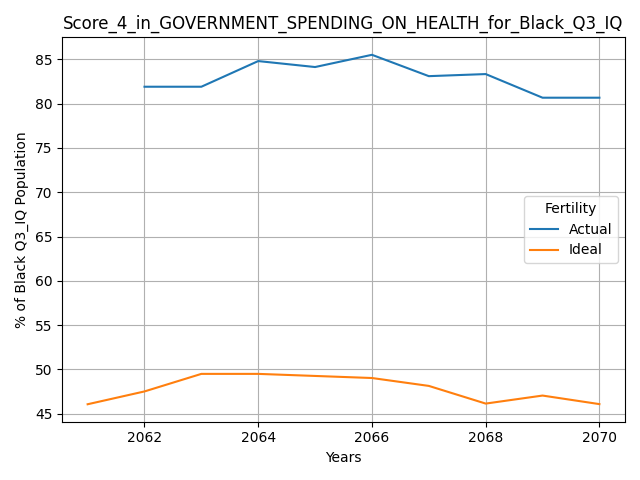 Score_4_in_GOVERNMENT_SPENDING_ON_HEALTH_for_Black_Q3_IQ
85
80
75
70
65
60
55
50
45
% of Black Q3_IQ Population
Fertility
Actual
Ideal
2062 2064 2066 2068 2070
Years